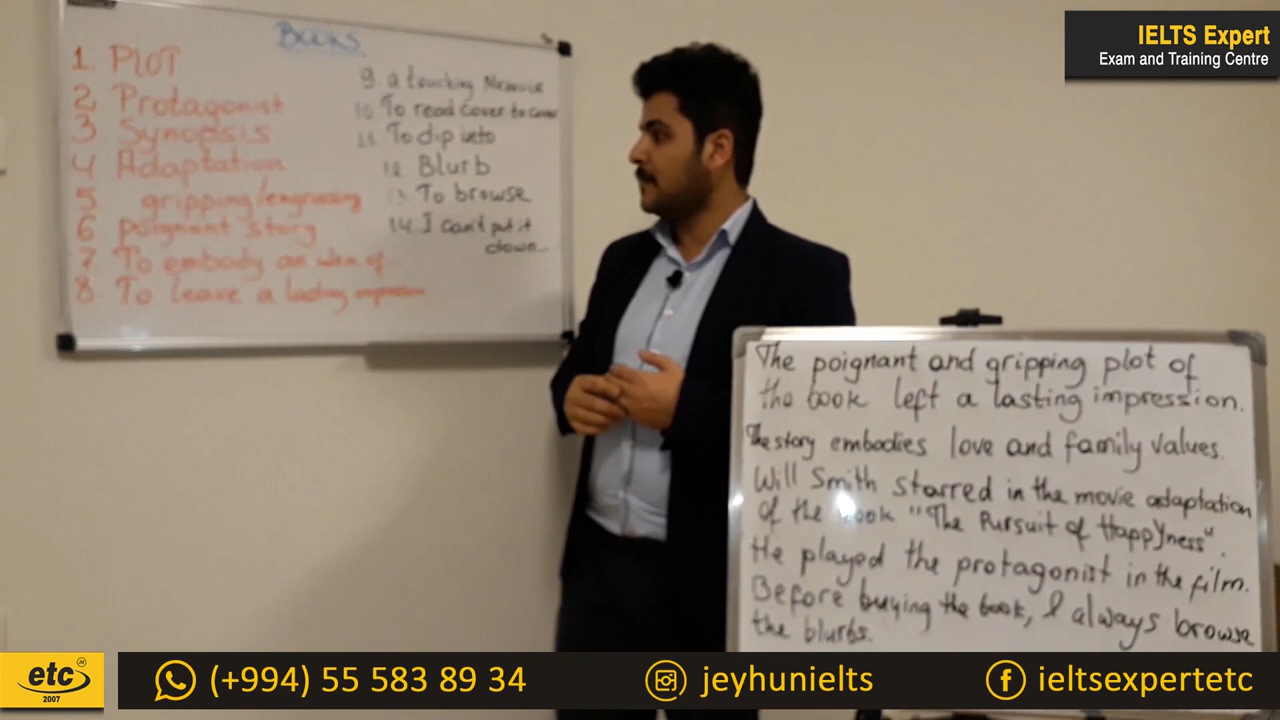 Books
1. PLOT
2 Protagonist
3 Synopsis
4 Adaptation
5. gripping/engrossing
6 poignant story
7 To embody an idea of...
8. To leave a lasting impression
9. a touching
10. To read cover to cover
11. To dip into
12. Blurb
13. To browse
14. I can't put it
down...
IELTS Expert
Exam and Training Centre
The poignant and gripping plot of
the book left a lasting impression.
The story embodies love and family values.
Will Smith starred in the movie adaptation
of the book "The Pursuit of Happyness".
He played the protagonist in the film.
Before buying the book, I always browse
the blurbs.
etc
2007
(+994) 55 583 89 34
jeyhunielts
ieltsexpertetc